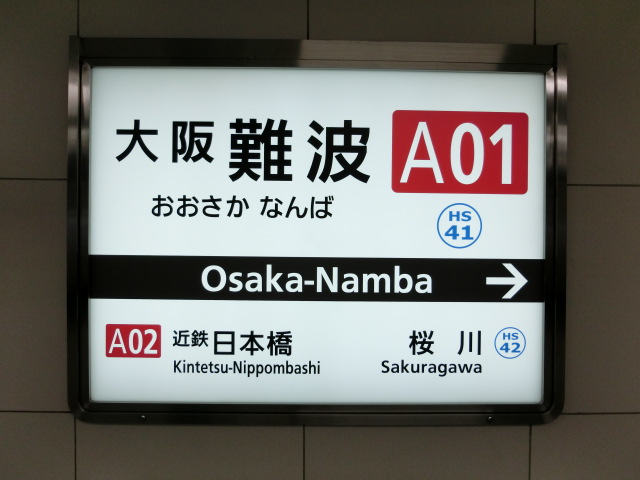 大阪難波 A01
おおさか なんば
HS
41
Osaka-Namba →
A02 近鉄日本橋
Kintetsu-Nippombashi
桜川 HS
42
Sakuragawa